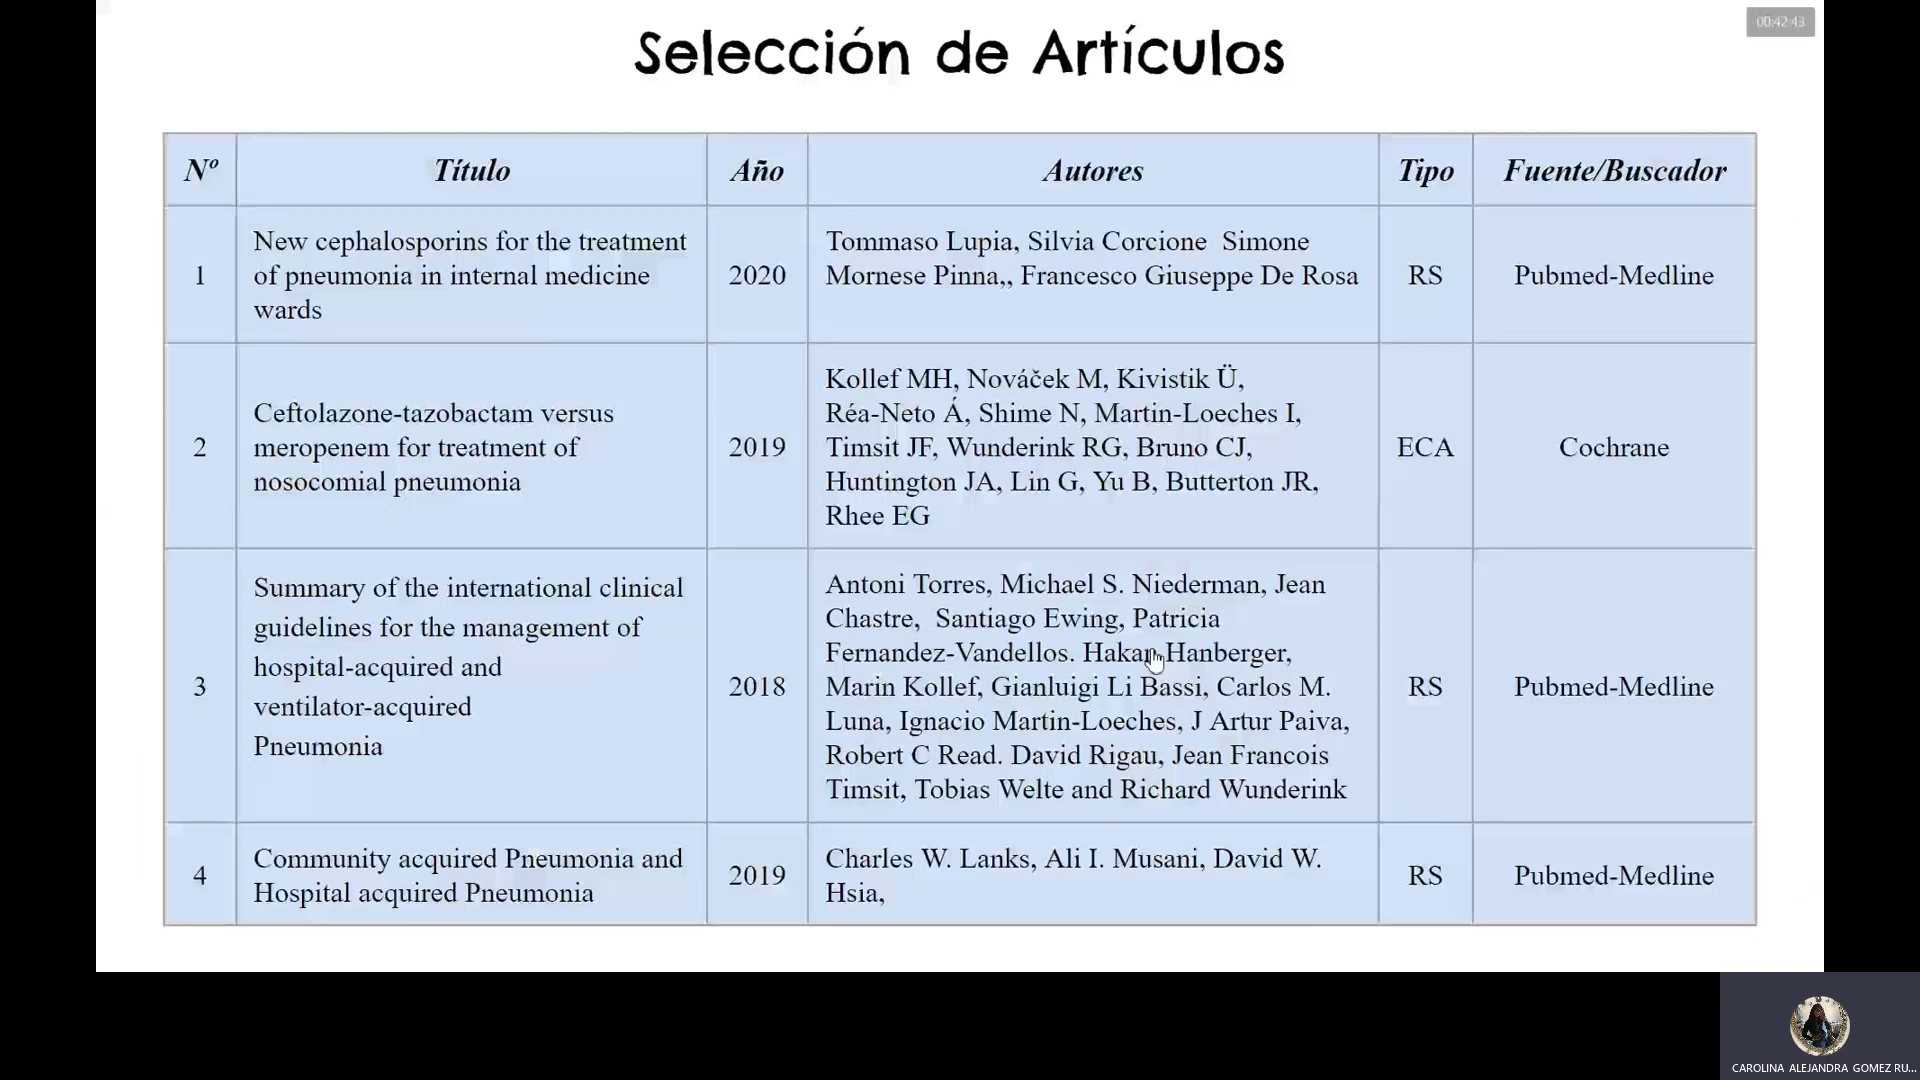 00:42:43
Selección de Artículos
Nº Título Año Autores Tipo Fuente/Buscador
1
New cephalosporins for the treatment
of pneumonia in internal medicine
wards
2020
Tommaso Lupia, Silvia Corcione  Simone
Mornese Pinna,, Francesco Giuseppe De Rosa
RS
Pubmed-Medline
2
Ceftolazone-tazobactam versus
meropenem for treatment of
nosocomial pneumonia
2019
Kollef MH, Nováček M, Kivistik Ü,
Réa-Neto Á, Shime N, Martin-Loeches I,
Timsit JF, Wunderink RG, Bruno CJ,
Huntington JA, Lin G, Yu B, Butterton JR,
Rhee EG
ECA
Cochrane
3
Summary of the international clinical
guidelines for the management of
hospital-acquired and
ventilator-acquired
Pneumonia
2018
Antoni Torres, Michael S. Niederman, Jean
Chastre,  Santiago Ewing, Patricia
Fernandez-Vandellos. Hakan Hanberger,
Marin Kollef, Gianluigi Li Bassi, Carlos M.
Luna, Ignacio Martin-Loeches, J Artur Paiva,
Robert C Read. David Rigau, Jean Francois
Timsit, Tobias Welte and Richard Wunderink
RS
Pubmed-Medline
4
Community acquired Pneumonia and
Hospital acquired Pneumonia
2019
Charles W. Lanks, Ali I. Musani, David W.
Hsia,
RS
Pubmed-Medline
CAROLINA ALEJANDRA GOMEZ RU...